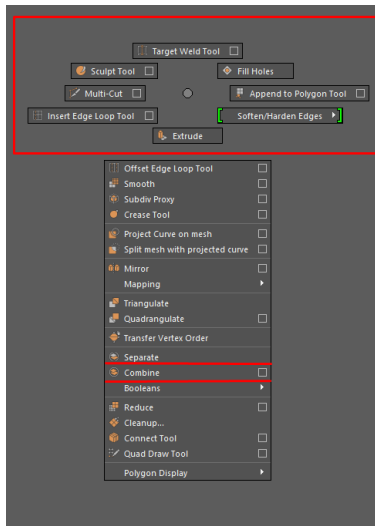 Target Weld Tool
Sculpt Tool
Fill Holes
Multi-Cut
Append to Polygon Tool
Insert Edge Loop Tool
Soften/Harden Edges
Extrude
Offset Edge Loop Tool
Smooth
Subdiv Proxy
Crease Tool
Project Curve on mesh
Split mesh with projected curve
Mirror
Mapping
Triangulate
Quadrangulate
Transfer Vertex Order
Separate
Combine
Booleans
Reduce
Cleanup...
Connect Tool
Quad Draw Tool
Polygon Display